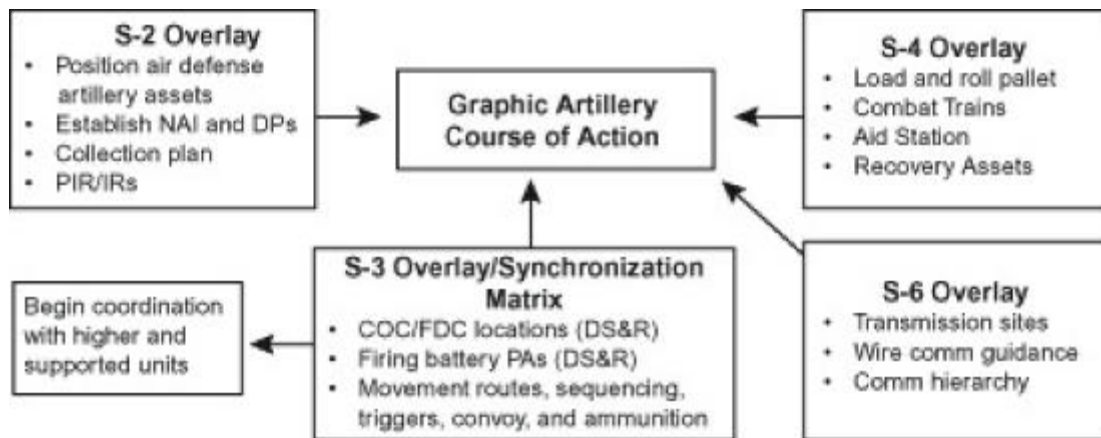 S-2 Overlay
• Position air defense
artillery assets
• Establish NAI and DPs
• Collection plan
• PIR/IRs
Graphic Artillery
Course of Action
S-4 Overlay
• Load and roll pallet
• Combat Trains
• Aid Station
• Recovery Assets
Begin coordination
with higher and
supported units
S-3 Overlay/Synchronization
Matrix
• COC/FDC locations (DS&R)
• Firing battery PAs (DS&R)
• Movement routes, sequencing,
triggers, convoy, and ammunition
S-6 Overlay
• Transmission sites
• Wire comm guidance
• Comm hierarchy